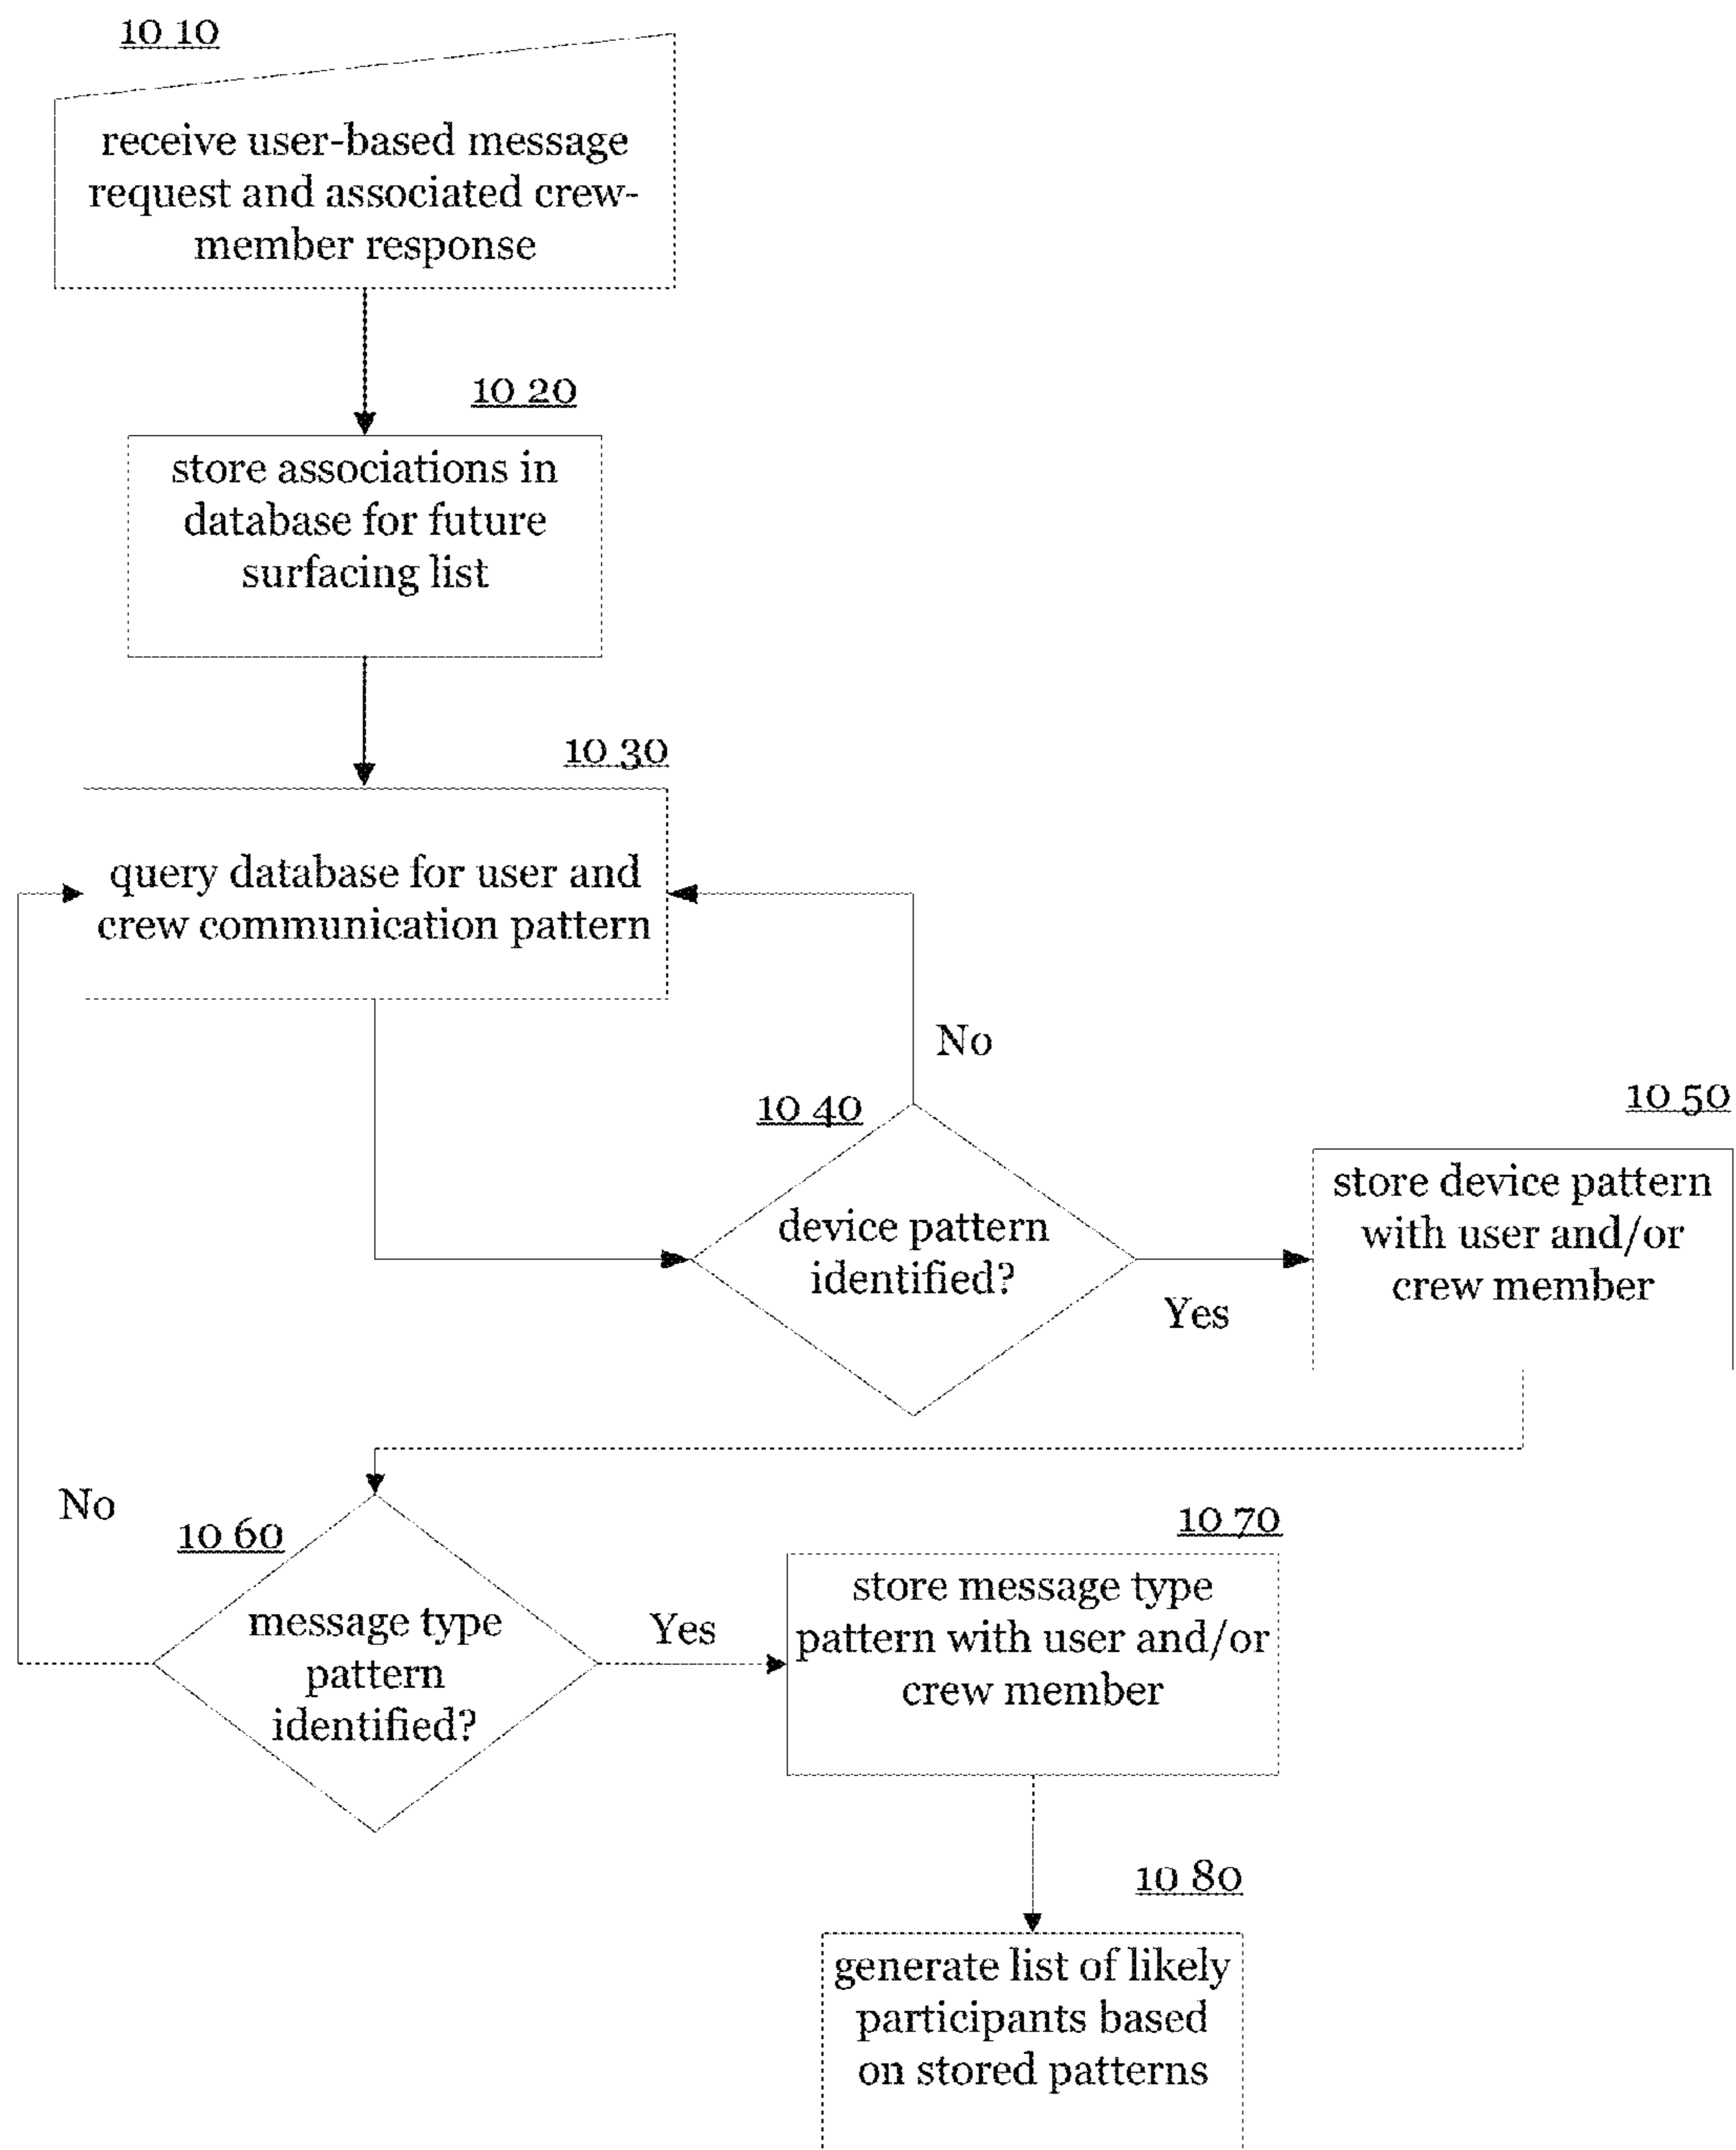 10 10
receive user-based message
request and associated crew-
member response
10 20
store associations in
database for future
surfacing list
10 30
query database for user and
crew communication pattern
No
10 40
device pattern
identified?
Yes
10 50
store device pattern
with user and/or
crew member
No
10 60
message type
pattern
identified?
Yes
10 70
store message type
pattern with user and/or
crew member
10 80
generate list of likely
participants based
on stored patterns